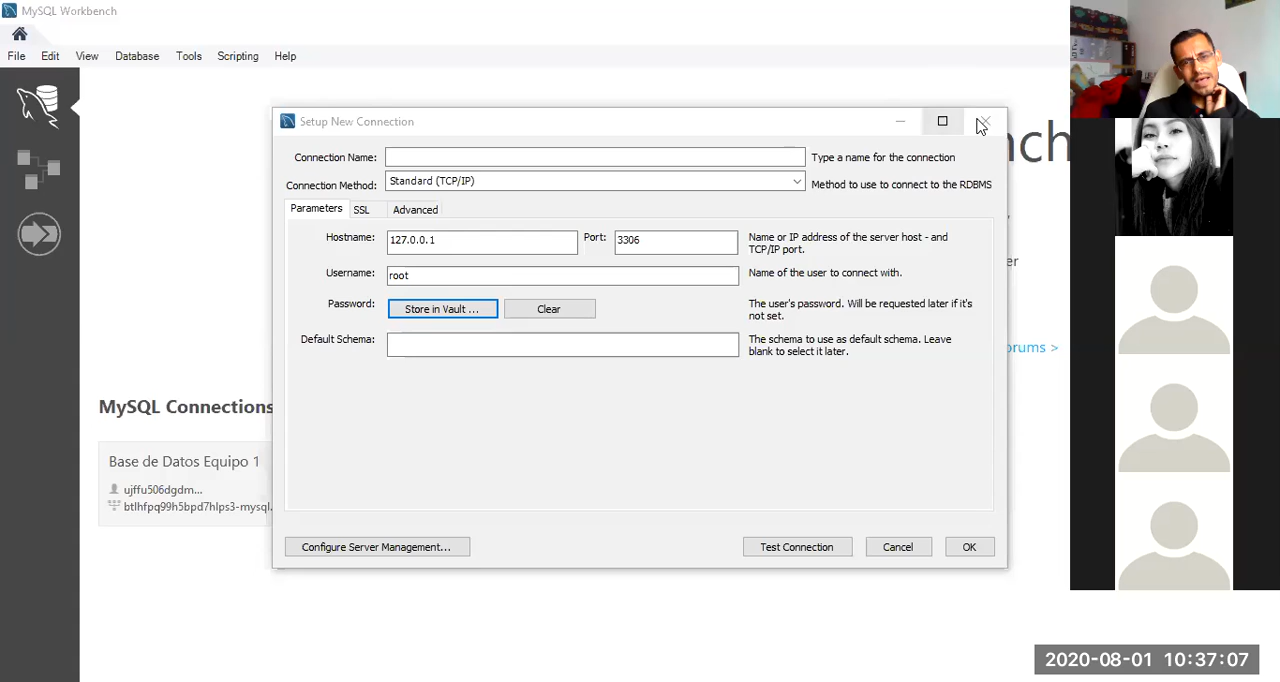 MySQL Workbench
File Edit View Database Tools Scripting Help
Setup New Connection
Connection Name: Type a name for the connection
Connection Method: Standard (TCP/IP) Method to use to connect to the RDBMS
Parameters SSL Advanced
Hostname: 127.0.0.1 Port: 3306 Name or IP address of the server host - and
TCP/IP port.
Username: root Name of the user to connect with.
Password: Store in Vault ... Clear The user's password. Will be requested later if it's
not set.
Default Schema: The schema to use as default schema. Leave
blank to select it later.
Configure Server Management... Test Connection Cancel OK
nch
er
orums >
MySQL Connections
Base de Datos Equipo 1
ujffu506dgdm...
btlhfpq99h5bpd7hlps3-mysql.
2020-08-01 10:37:07